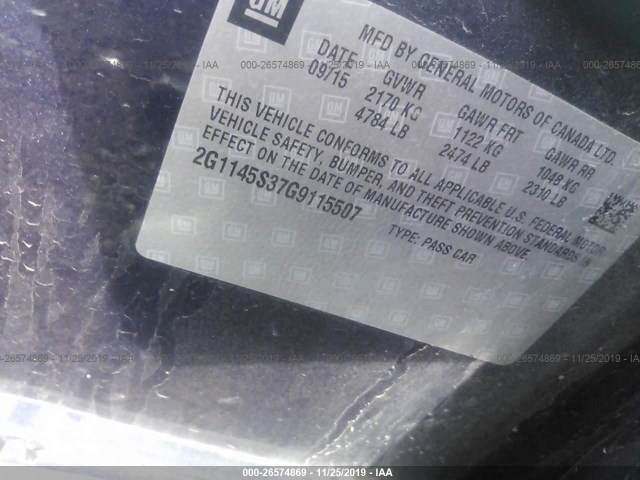 GM
MFD BY GENERAL MOTORS OF CANADA LTD.
DATE GVWR GAWR FRT GAWR RR
09/15 2170 KG 1122 KG 1048 KG
4784 LB 2474 LB 2310 LB
THIS VEHICLE CONFORMS TO ALL APPLICABLE U.S. FEDERAL MOTOR
VEHICLE SAFETY, BUMPER, AND THEFT PREVENTION STANDARDS IN
EFFECT ON THE DATE OF MANUFACTURE SHOWN ABOVE.
2G1145S37G9115507 TYPE: PASS CAR
000-26574869 - 11/25/2019 - IAA